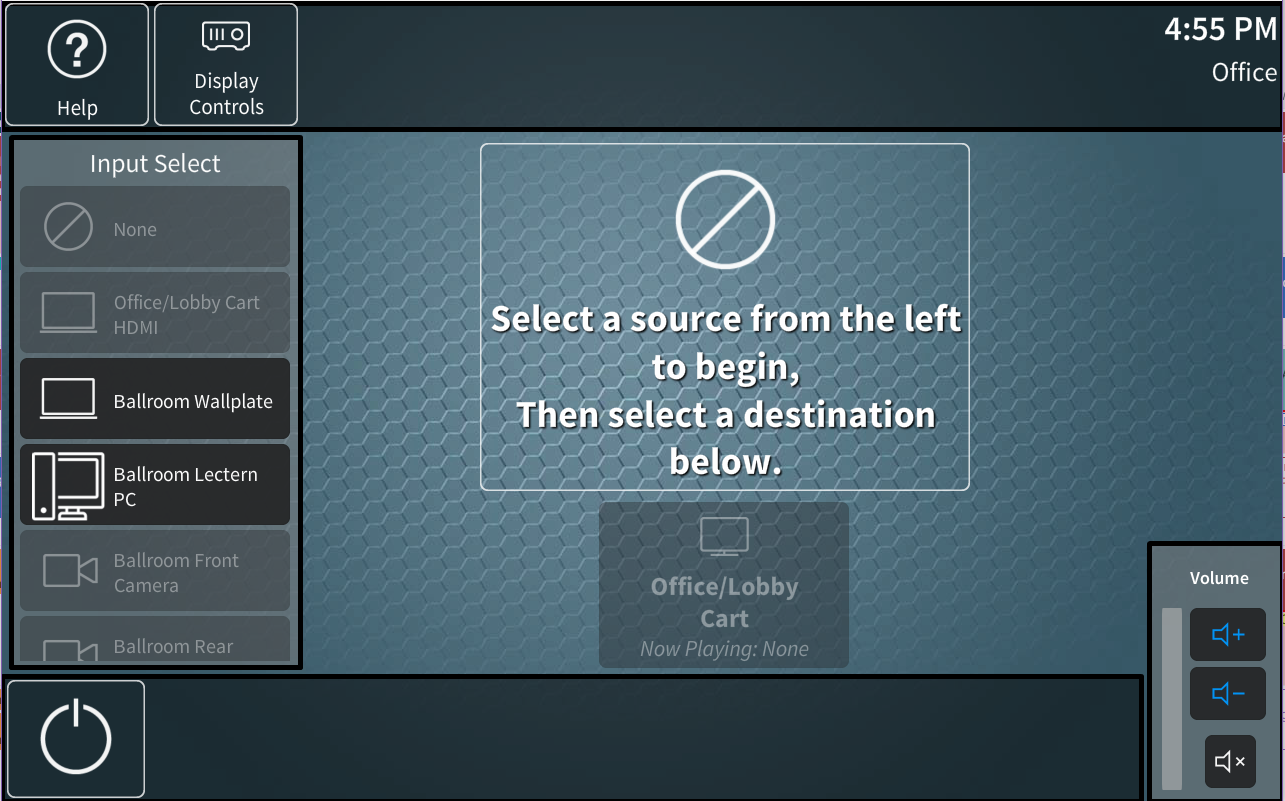 Help
Display
Controls
4:55 PM
Office
Input Select
None
Office/Lobby Cart
HDMI
Ballroom Wallplate
Ballroom Lectern
PC
Ballroom Front
Camera
Ballroom Rear
Select a source from the left
to begin,
Then select a destination
below.
Office/Lobby
Cart
Now Playing: None
Volume